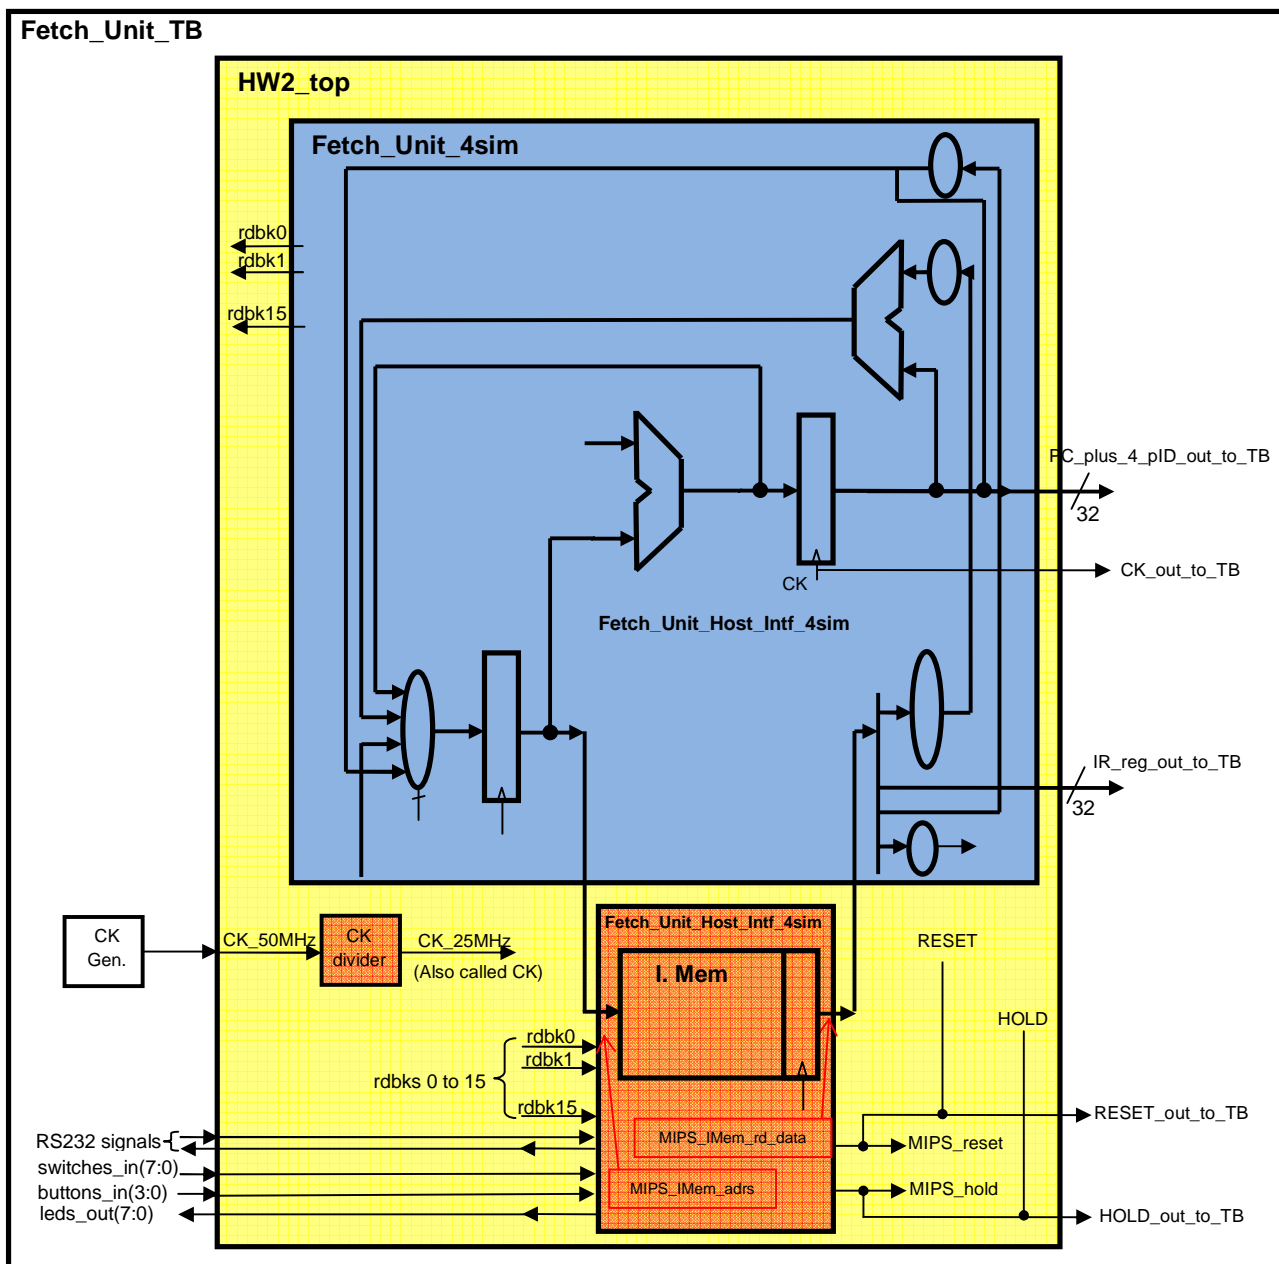 Fetch_Unit_TB
HW2_top
Fetch_Unit_4sim
rdbk0
rdbk1
rdbk15
PC_plus_4_pID_out_to_TB
32
CK
CK_out_to_TB
Fetch_Unit_Host_Intf_4sim
IR_reg_out_to_TB
32
CK
Gen.
CK_50MHz
CK
divider
CK_25MHz
(Also called CK)
Fetch_Unit_Host_Intf_4sim
I. Mem
RESET
HOLD
rdbk0
rdbk1
rdbks 0 to 15
rdbk15
RESET_out_to_TB
RS232 signals
MIPS_IMem_rd_data
MIPS_reset
switches_in(7:0)
buttons_in(3:0)
MIPS_IMem_adrs
MIPS_hold
leds_out(7:0)
HOLD_out_to_TB